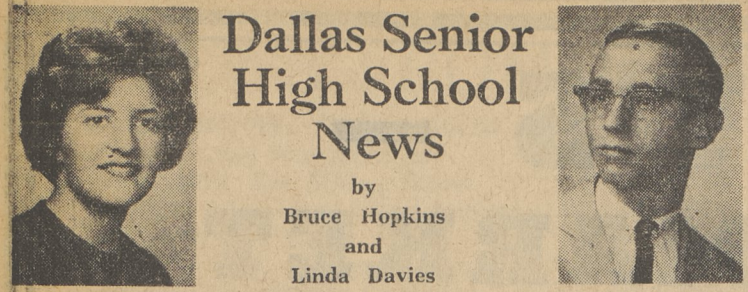 Dallas Senior
High School
News
by
Bruce Hopkins
and
Linda Davies